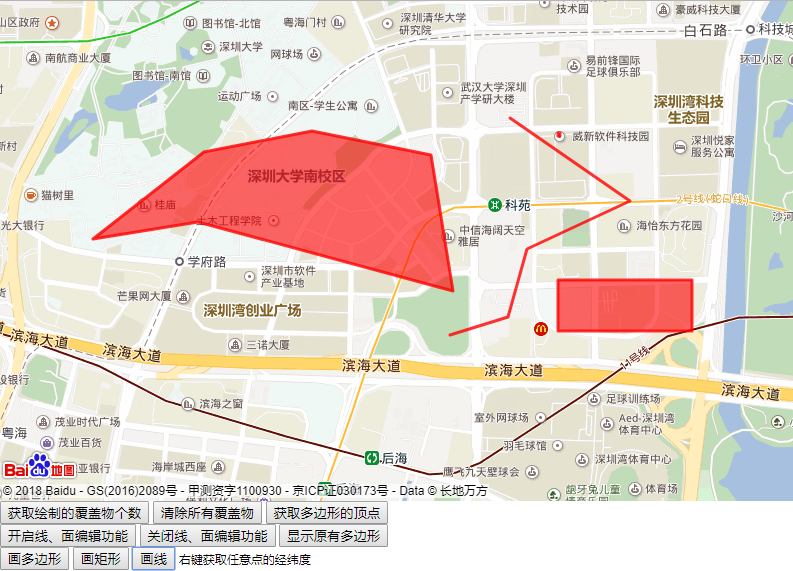 山区政府
图书馆-北馆
粤海门村
深圳清华大学
研究院
技术园
豪威科技大厦
白石路
科技城
南航商业大厦
深圳大学
网球场
易前锋国际
足球俱乐部
环卫小区
图书馆-南馆
运动广场
南区-学生公寓
武汉大学深圳
产学研大楼
深圳湾科技
生态园
威新软件科技园
深圳悦家
服务公寓
新村
深圳大学南校区
猫树里
桂庙
土木工程学院
科苑
2号线(蛇口线)
沙河
光大银行
中信海阔天空
雅居
海怡东方花园
学府路
深圳市软件
产业基地
芒果网大厦
深圳湾创业广场
三诺大厦
11号线
滨海大道
滨海大道
滨海大道
滨海大道
滨海大道
设银行
滨海之窗
足球训练场
茂业时代广场
室外网球场
Aed-深圳湾
体育中心
粤海
茂业百货
羽毛球馆
后海
海岸城西座
深圳湾体育中心
鹰飞九天壁球会
Bai du 地图
业银行
龅牙兔儿童
体育场
© 2018 Baidu - GS(2016)2089号 - 甲测资字1100930 - 京ICP证030173号 - Data © 长地万方
获取绘制的覆盖物个数 清除所有覆盖物 获取多边形的顶点
开启线、面编辑功能 关闭线、面编辑功能 显示原有多边形
画多边形 画矩形 画线 右键获取任意点的经纬度